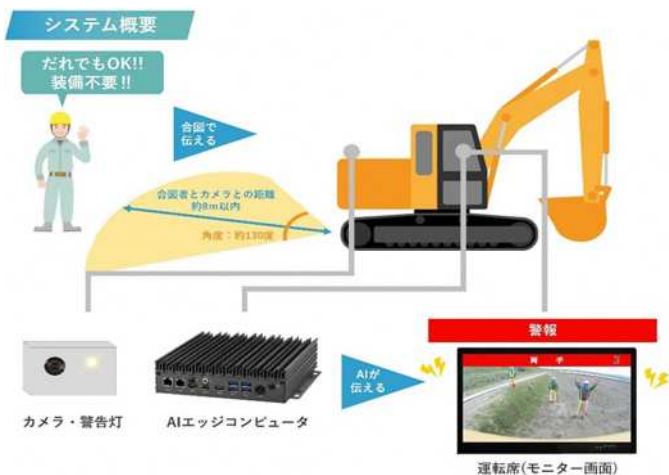 システム概要
だれでもOK!!
装備不要!!
合図で
伝える
合図者とカメラとの距離
約8m以内
角度：約130度
警報
両 手
AIが
伝える
カメラ・警告灯
AIエッジコンピュータ
運転席(モニター画面)